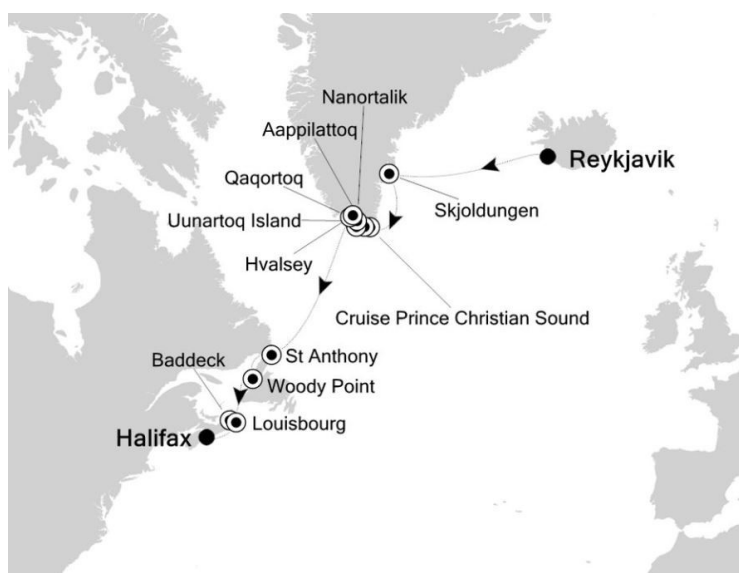 Nanortalik
Aappilattoq
Reykjavik
Qaqortoq
Skjoldungen
Uunartoq Island
Hvalsey
Cruise Prince Christian Sound
St Anthony
Baddeck
Woody Point
Louisbourg
Halifax